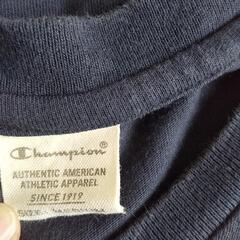 Champion
AUTHENTIC AMERICAN
ATHLETIC APPAREL
SINCE 1919